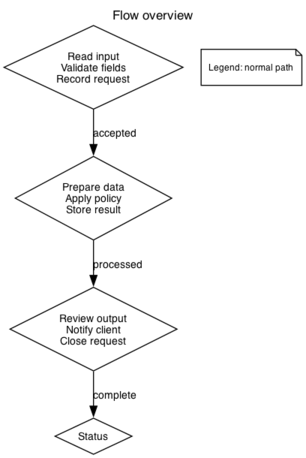 Flow overview
Read input
Validate fields
Record request
Legend: normal path
accepted
Prepare data
Apply policy
Store result
processed
Review output
Notify client
Close request
complete
Status